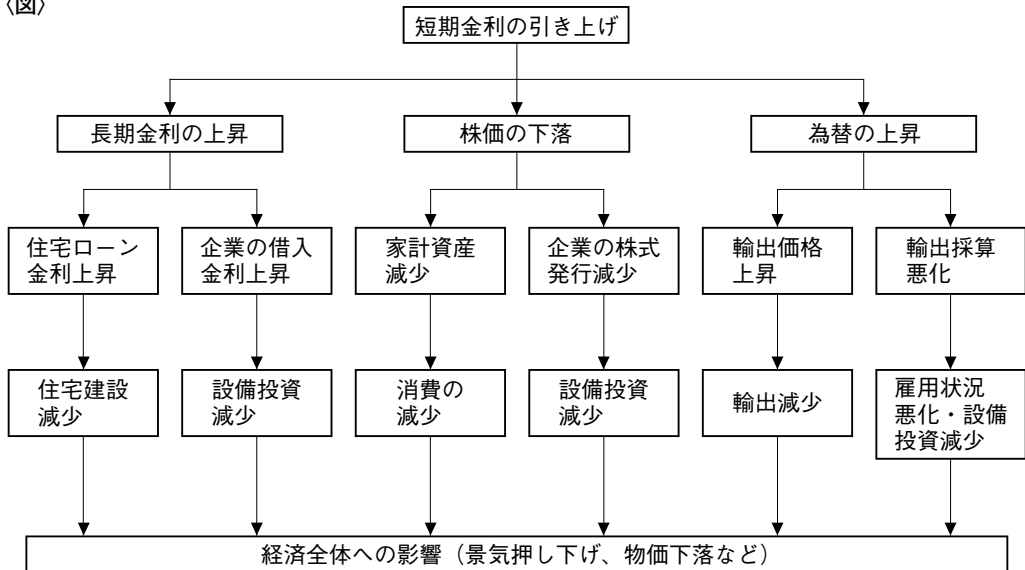 〈図〉
短期金利の引き上げ
長期金利の上昇
株価の下落
為替の上昇
住宅ローン
金利上昇
企業の借入
金利上昇
家計資産
減少
企業の株式
発行減少
輸出価格
上昇
輸出採算
悪化
住宅建設
減少
設備投資
減少
消費の
減少
設備投資
減少
輸出減少
雇用状況
悪化・設備
投資減少
経済全体への影響（景気押し下げ、物価下落など）